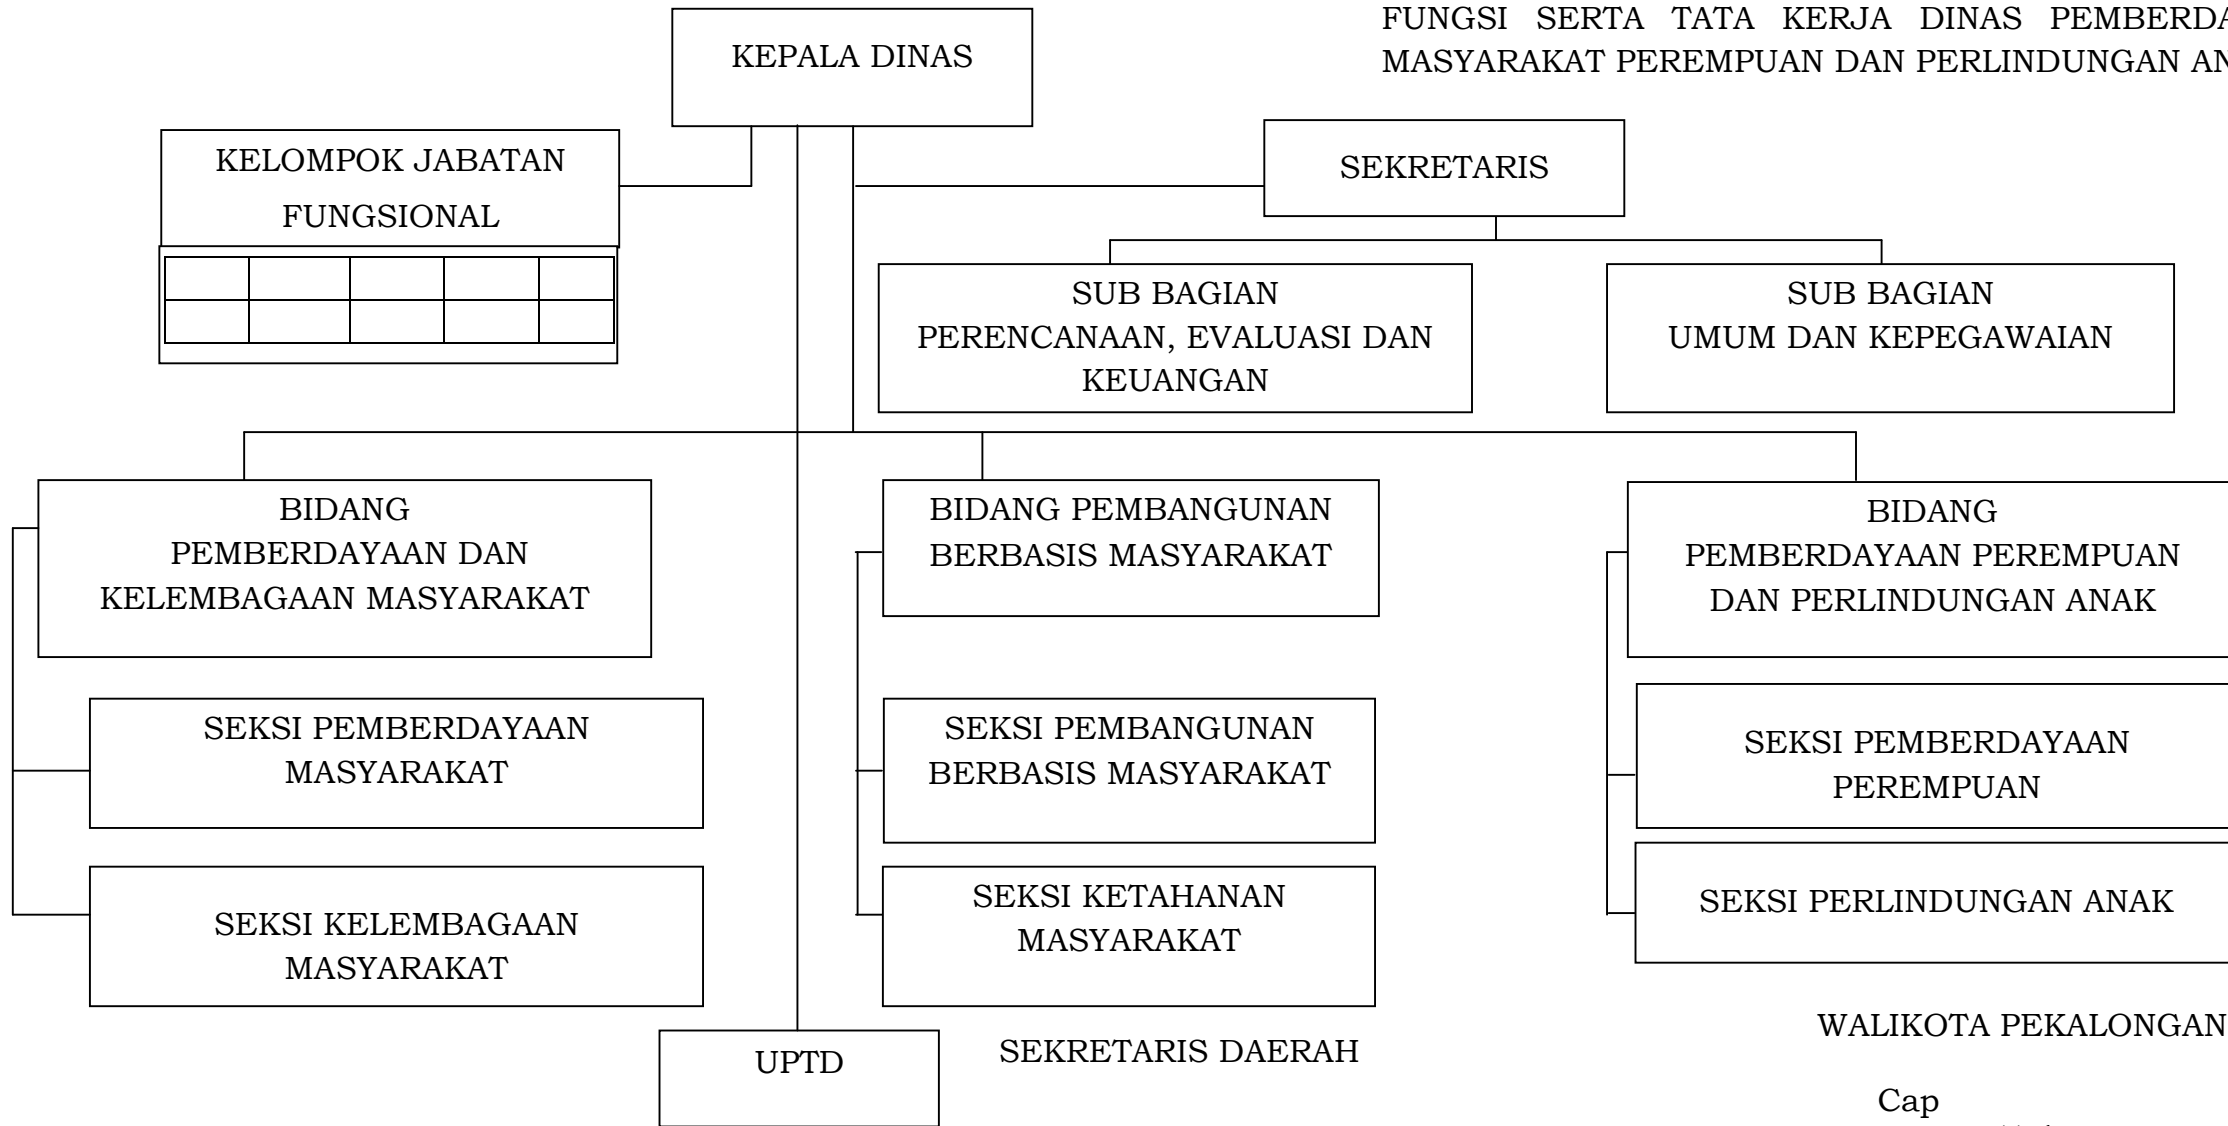 FUNGSI SERTA TATA KERJA DINAS
MASYARAKAT PEREMPUAN DAN PERLINDUNGAN
KEPALA DINAS
KELOMPOK JABATAN
FUNGSIONAL
SEKRETARIS
SUB BAGIAN
PERENCANAAN, EVALUASI DAN
KEUANGAN
SUB BAGIAN
UMUM DAN KEPEGAWAIAN
BIDANG
PEMBERDAYAAN DAN
KELEMBAGAAN MASYARAKAT
SEKSI PEMBERDAYAAN
MASYARAKAT
SEKSI KELEMBAGAAN
MASYARAKAT
BIDANG PEMBANGUNAN
BERBASIS MASYARAKAT
SEKSI PEMBANGUNAN
BERBASIS MASYARAKAT
SEKSI KETAHANAN
MASYARAKAT
BIDANG
PEMBERDAYAAN PEREMPUAN
DAN PERLINDUNGAN ANAK
SEKSI PEMBERDAYAAN
PEREMPUAN
SEKSI PERLINDUNGAN ANAK
UPTD
SEKRETARIS DAERAH
WALIKOTA PEKALONGAN
Cap